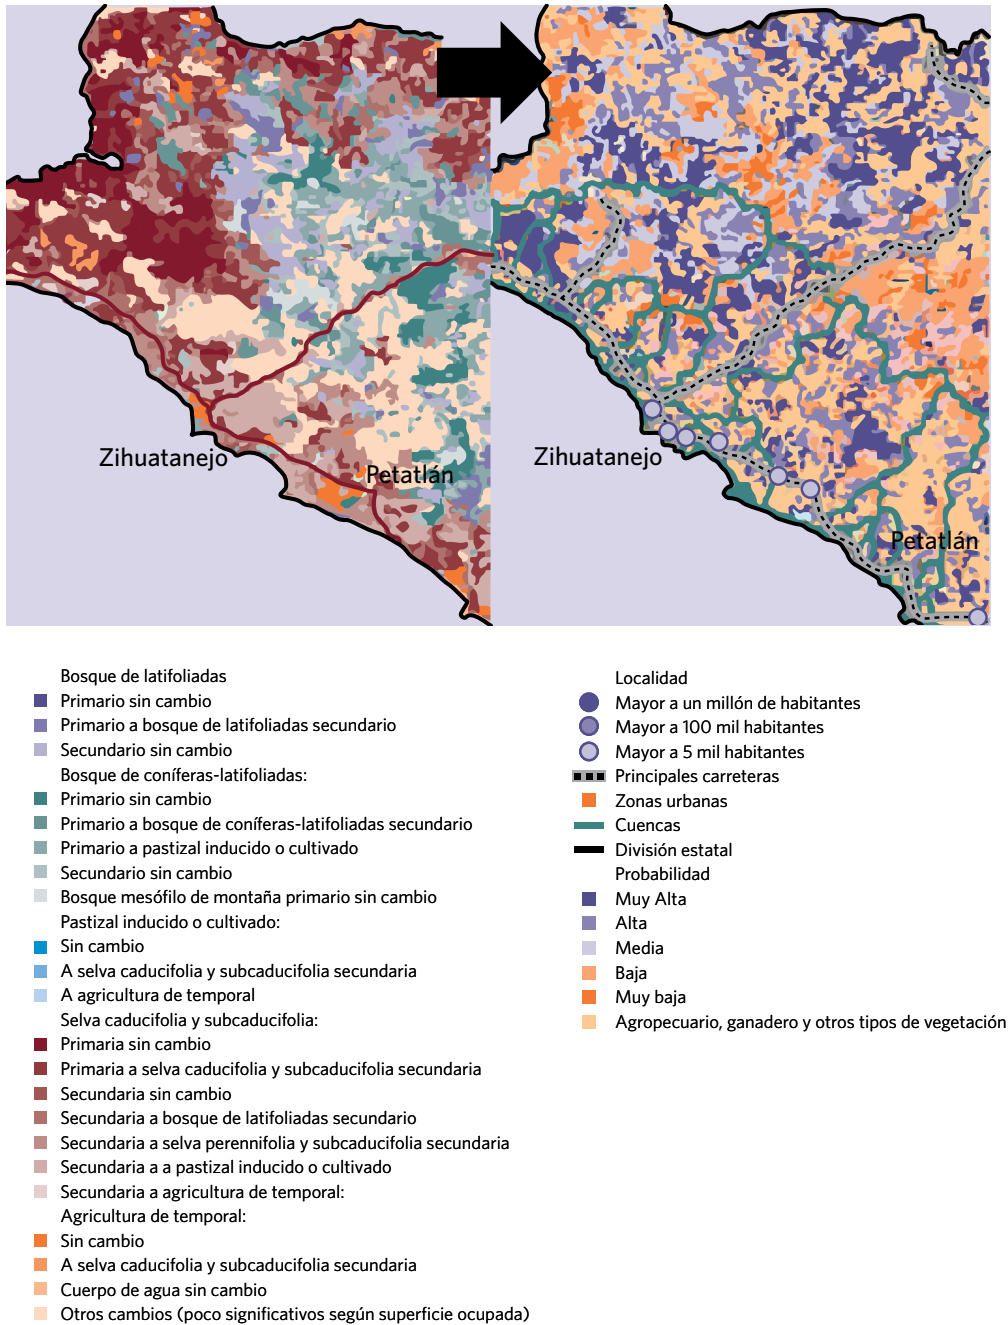 Zihuatanejo
Petatlán
Zihuatanejo
Petatlán
Bosque de latifoliadas
Primario sin cambio
Primario a bosque de latifoliadas secundario
Secundario sin cambio
Bosque de coníferas-latifoliadas:
Primario sin cambio
Primario a bosque de coníferas-latifoliadas secundario
Primario a pastizal inducido o cultivado
Secundario sin cambio
Bosque mesófilo de montaña primario sin cambio
Pastizal inducido o cultivado:
Sin cambio
A selva caducifolia y subcaducifolia secundaria
A agricultura de temporal
Selva caducifolia y subcaducifolia:
Primaria sin cambio
Primaria a selva caducifolia y subcaducifolia secundaria
Secundaria sin cambio
Secundaria a bosque de latifoliadas secundario
Secundaria a selva perennifolia y subcaducifolia secundaria
Secundaria a a pastizal inducido o cultivado
Secundaria a agricultura de temporal:
Agricultura de temporal:
Sin cambio
A selva caducifolia y subcaducifolia secundaria
Cuerpo de agua sin cambio
Otros cambios (poco significativos según superficie ocupada)
Localidad
Mayor a un millón de habitantes
Mayor a 100 mil habitantes
Mayor a 5 mil habitantes
Principales carreteras
Zonas urbanas
Cuencas
División estatal
Probabilidad
Muy Alta
Alta
Media
Baja
Muy baja
Agropecuario, ganadero y otros tipos de vegetación